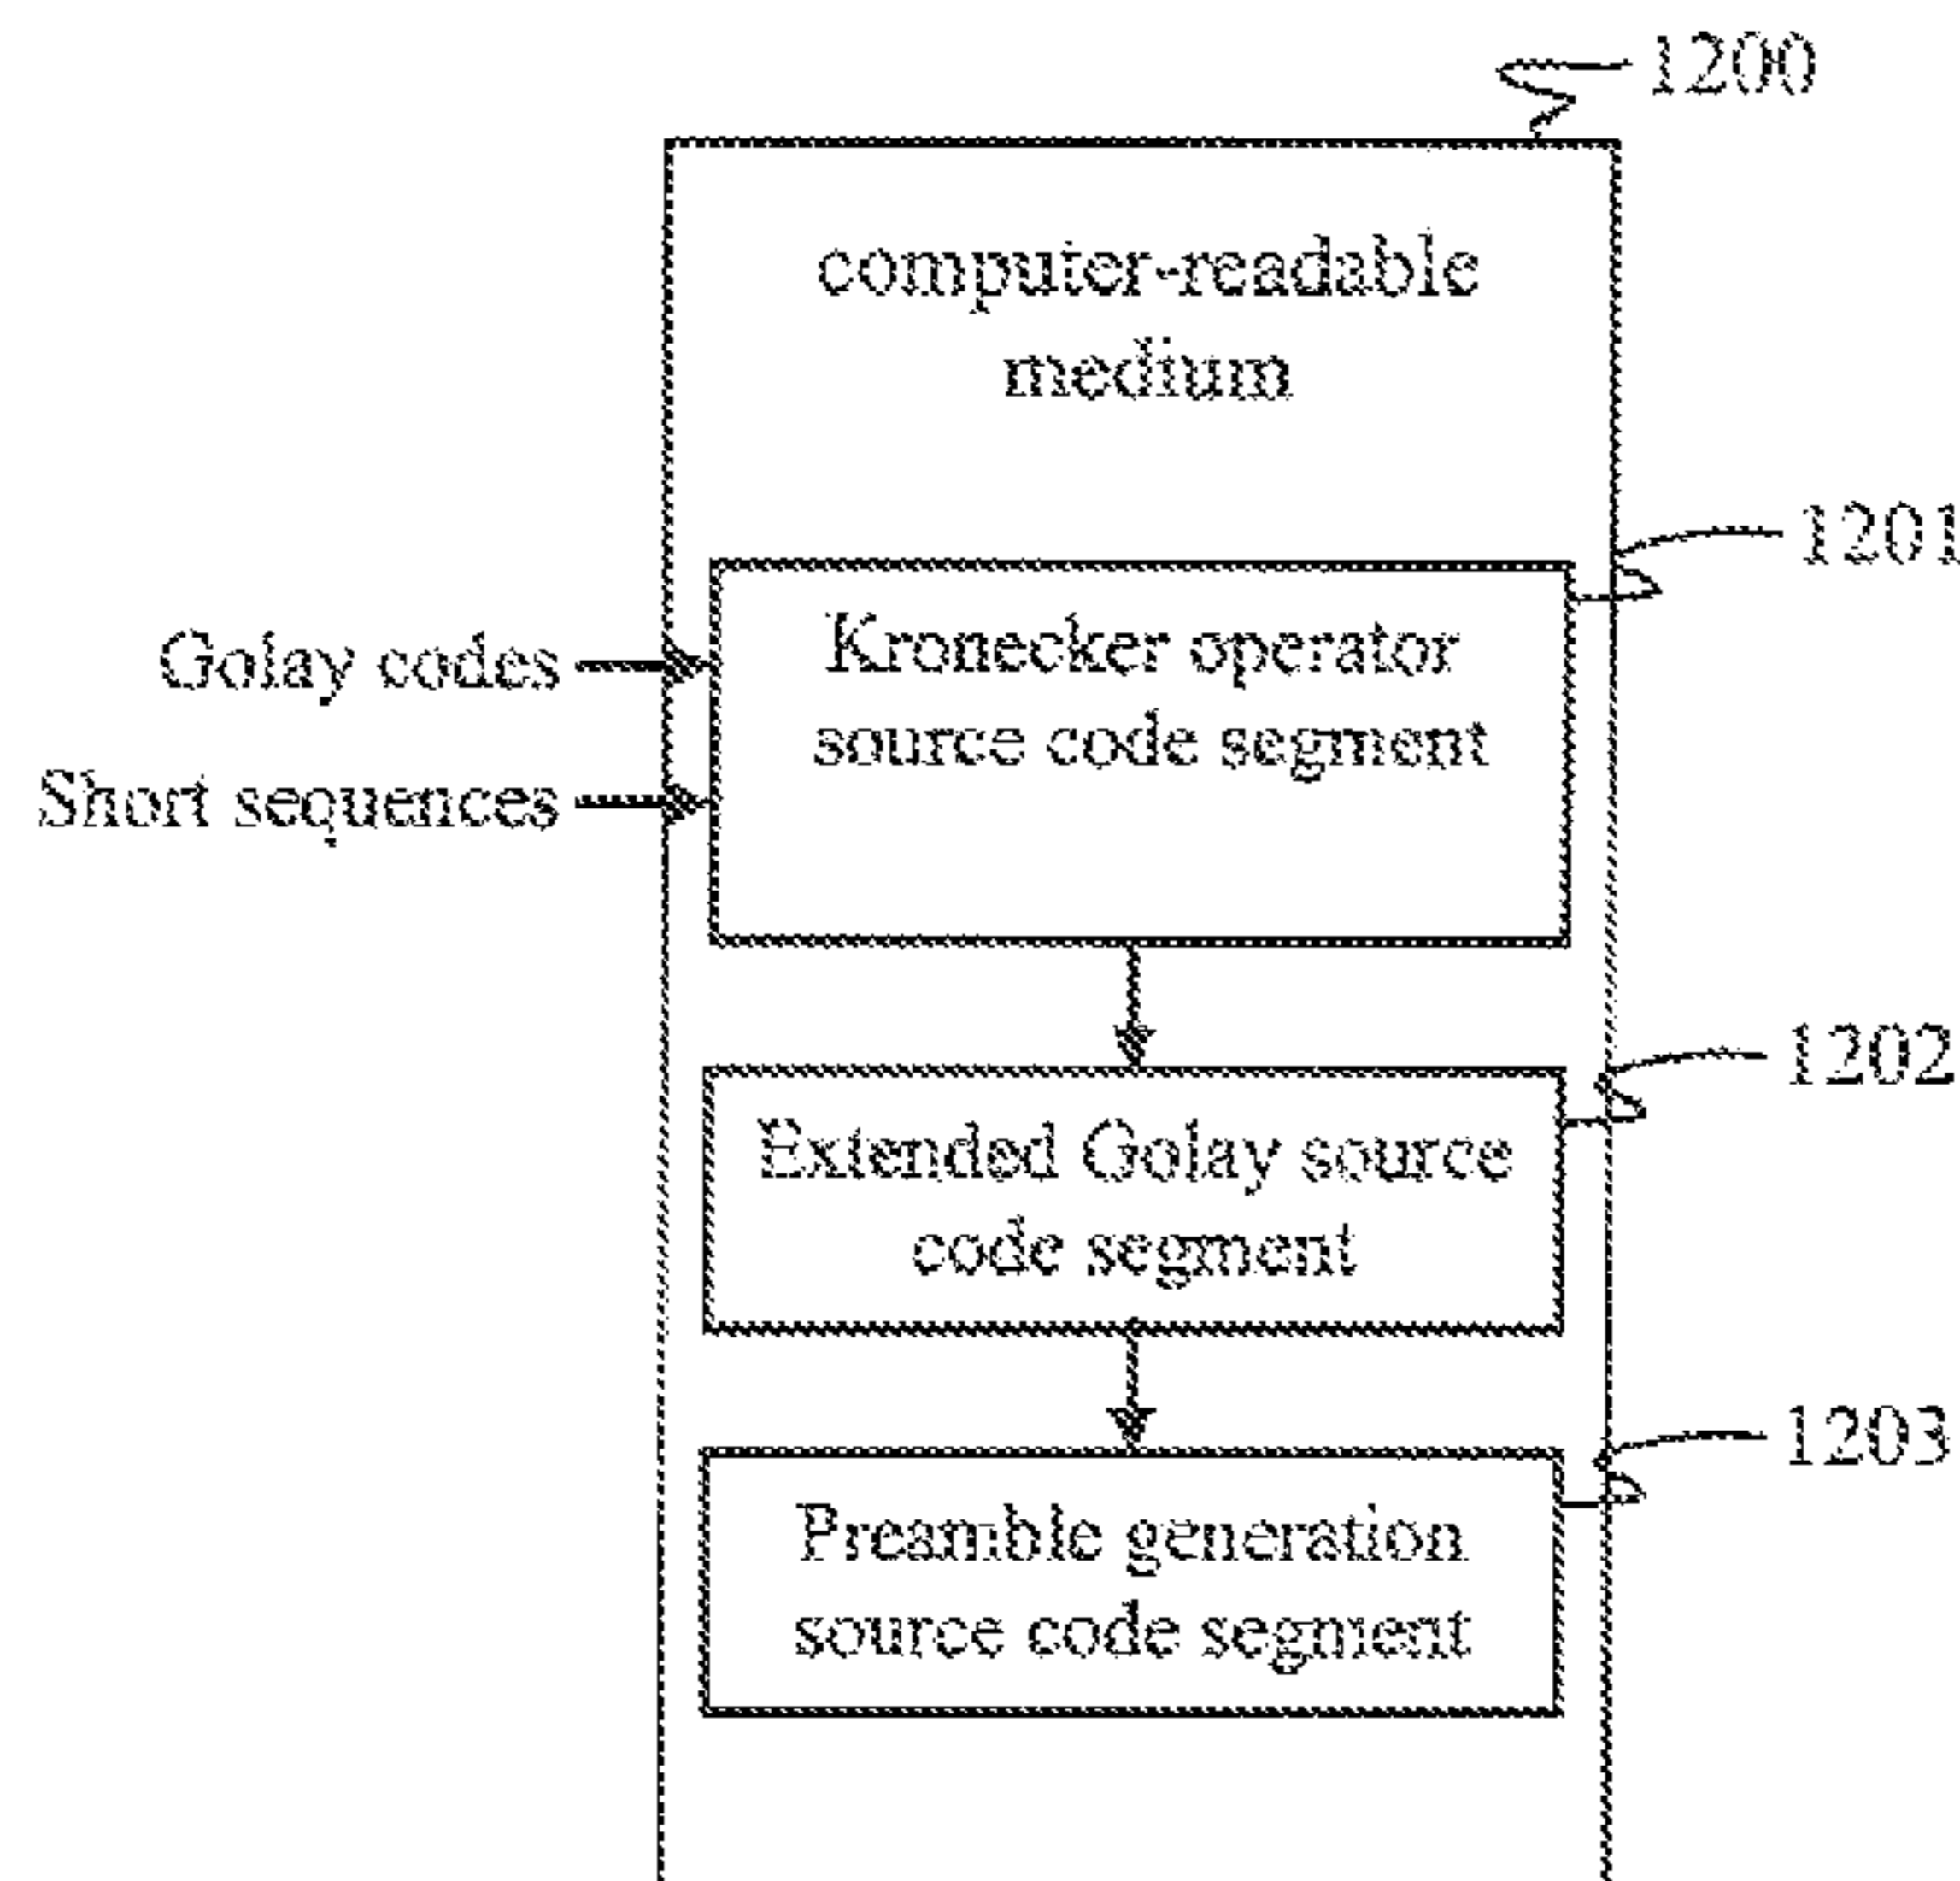 1200
computer-readable
medium
1201
Kronecker operator
source code segment
Golay codes
Short sequences
1202
Extended Golay source
code segment
1203
Preamble generation
source code segment